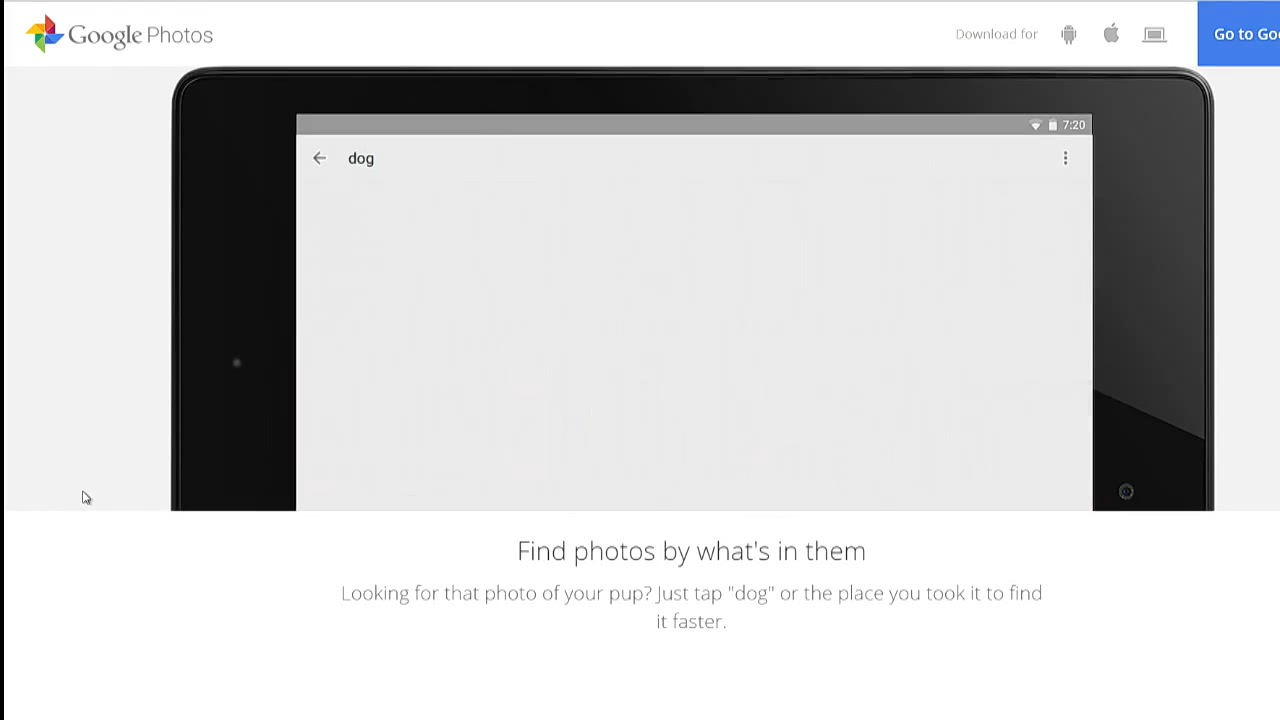 Google Photos
Download for
Go to Goo
7:20
dog
Find photos by what's in them
Looking for that photo of your pup? Just tap "dog" or the place you took it to find
it faster.